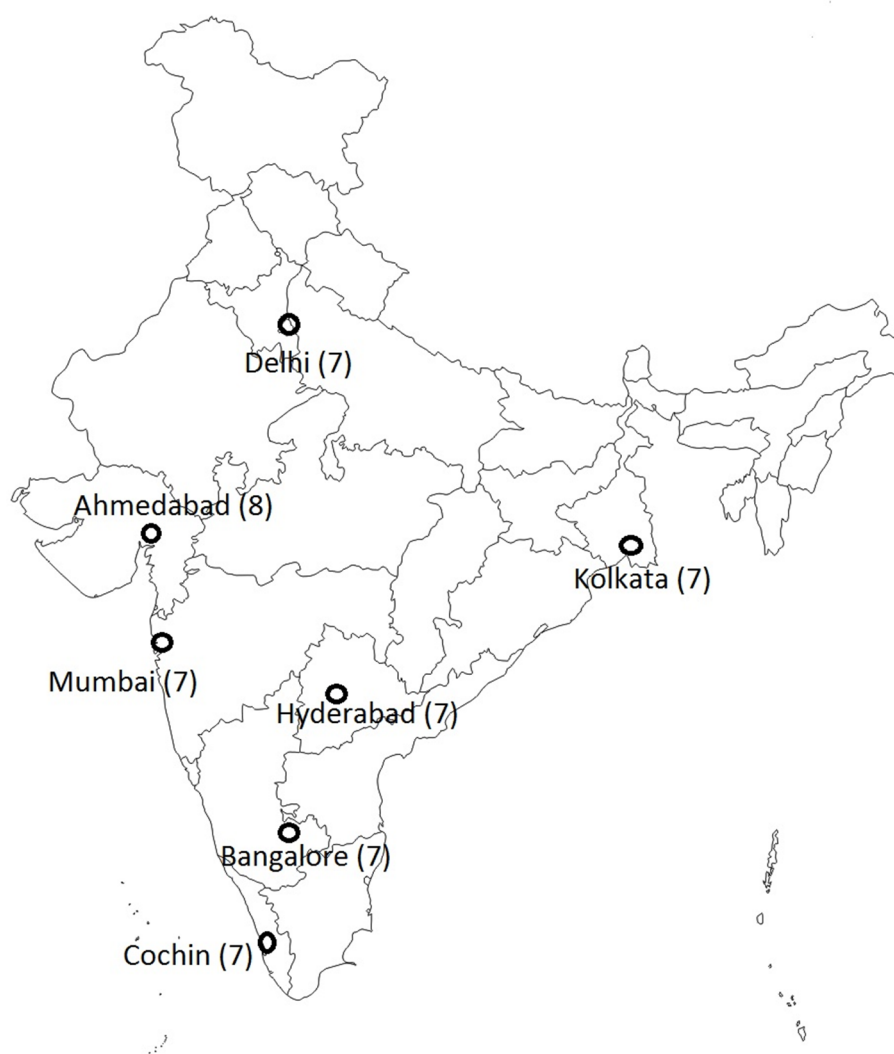 Delhi (7)
Ahmedabad (8)
Kolkata (7)
Mumbai (7)
Hyderabad (7)
Bangalore (7)
Cochin (7)